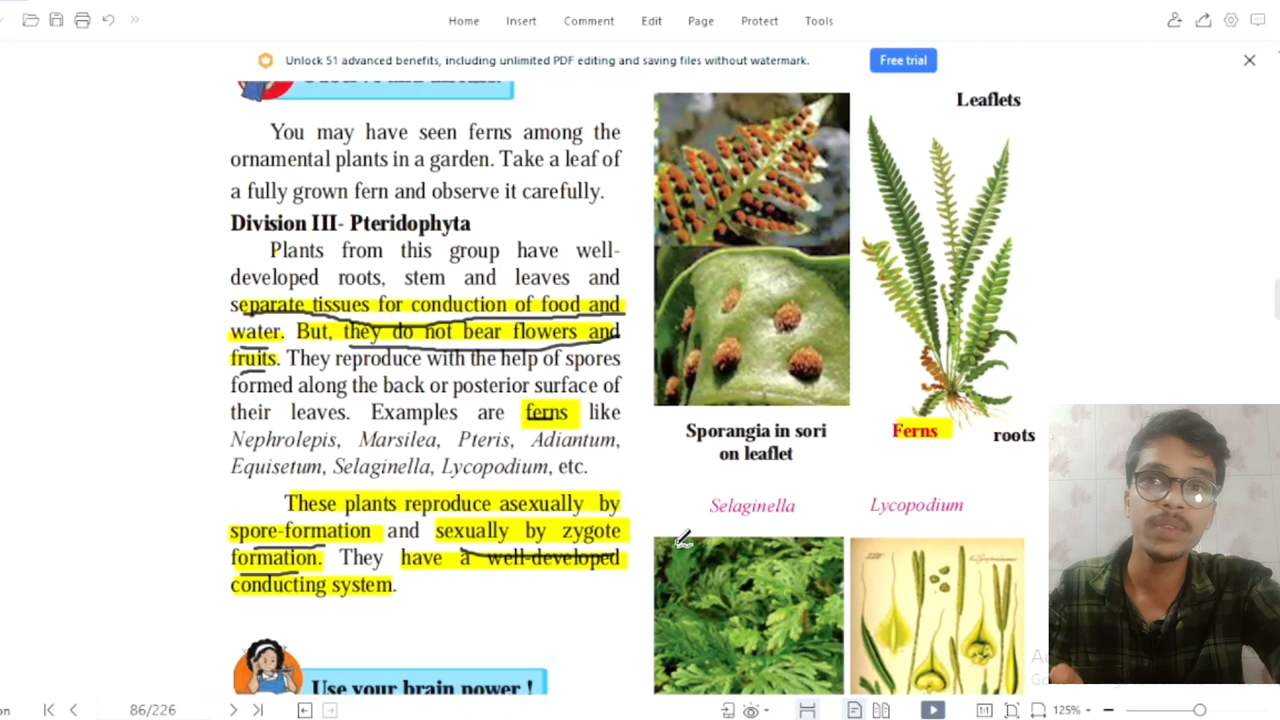 Home Insert Comment Edit Page Protect Tools
Unlock 51 advanced benefits, including unlimited PDF editing and saving files without watermark. Free trial
You may have seen ferns among the
ornamental plants in a garden. Take a leaf of
a fully grown fern and observe it carefully.
Division III- Pteridophyta
Plants from this group have well-
developed roots, stem and leaves and
separate tissues for conduction of food and
water. But, they do not bear flowers and
fruits. They reproduce with the help of spores
formed along the back or posterior surface of
their leaves. Examples are ferns like
Nephrolepis, Marsilea, Pteris, Adiantum,
Equisetum, Selaginella, Lycopodium, etc.
These plants reproduce asexually by
spore-formation and sexually by zygote
formation. They have a well-developed
conducting system.
Use your brain power !
Leaflets
Sporangia in sori
on leaflet
Ferns
roots
Selaginella
Lycopodium
86/226
125%